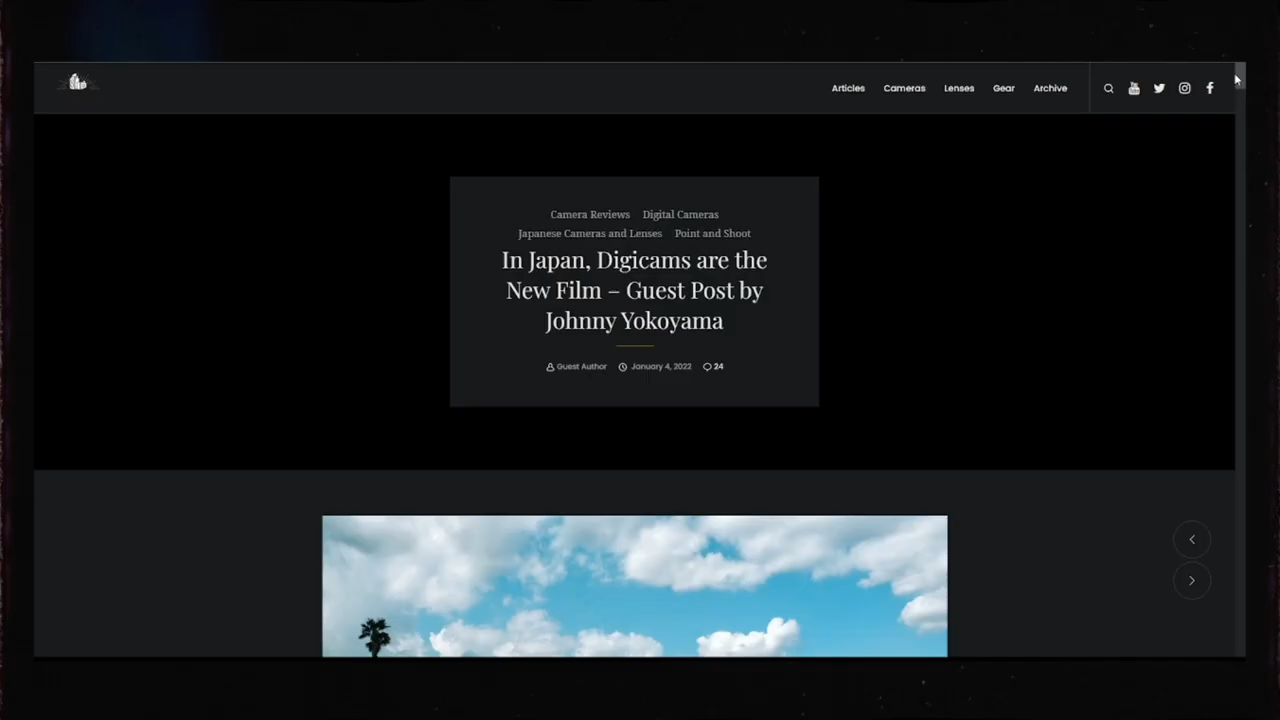 Articles Cameras Lenses Gear Archive
Camera Reviews Digital Cameras
Japanese Cameras and Lenses Point and Shoot
In Japan, Digicams are the
New Film – Guest Post by
Johnny Yokoyama
Guest Author January 4, 2022 24